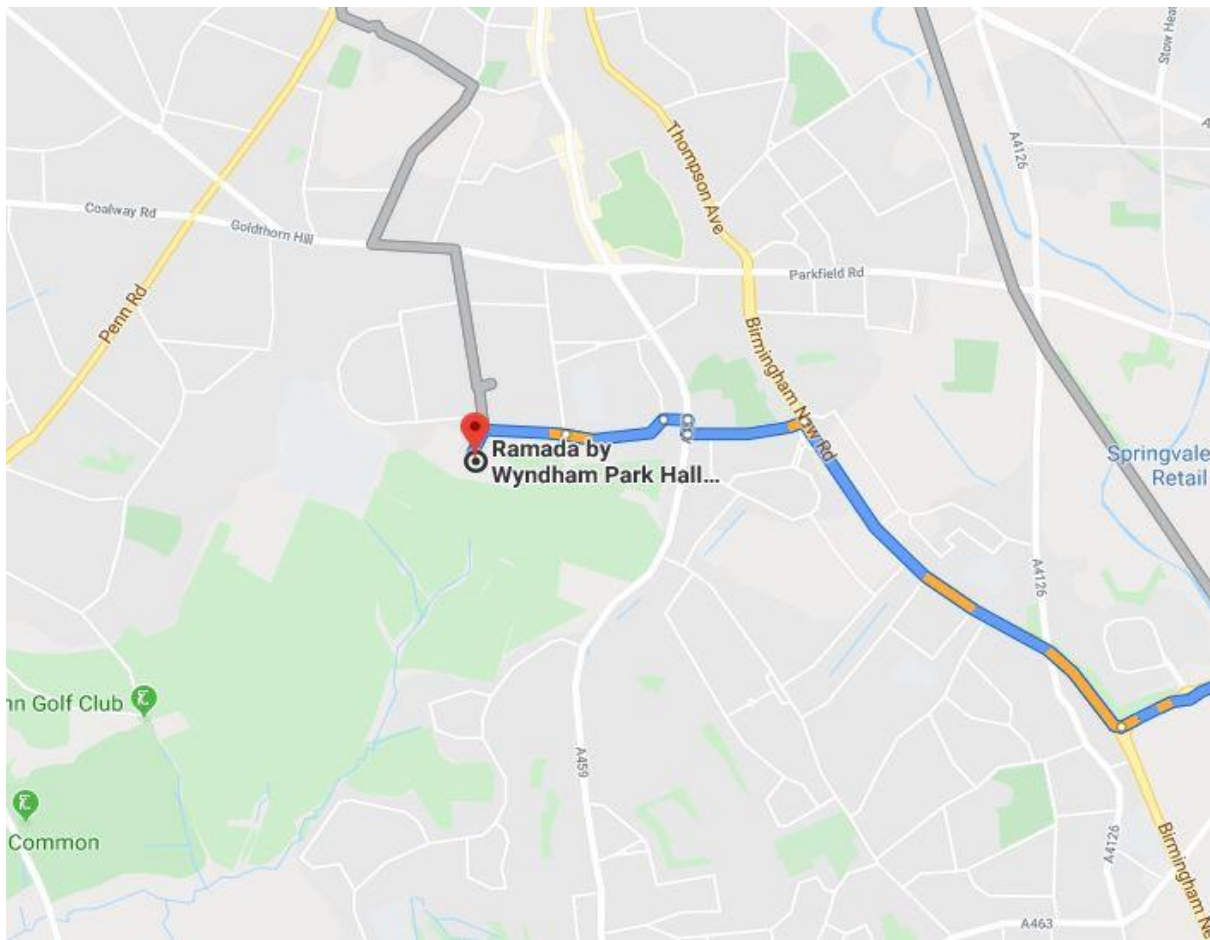 Stow Hea
Thompson Ave
A4126
Coalway Rd
Goldthorn Hill
Parkfield Rd
Penn Rd
Birmingham New Rd
Ramada by
Wyndham Park Hall...
Springvale
Retail
A4126
nn Golf Club
A459
Common
A4126
Birmingham Ne
A463